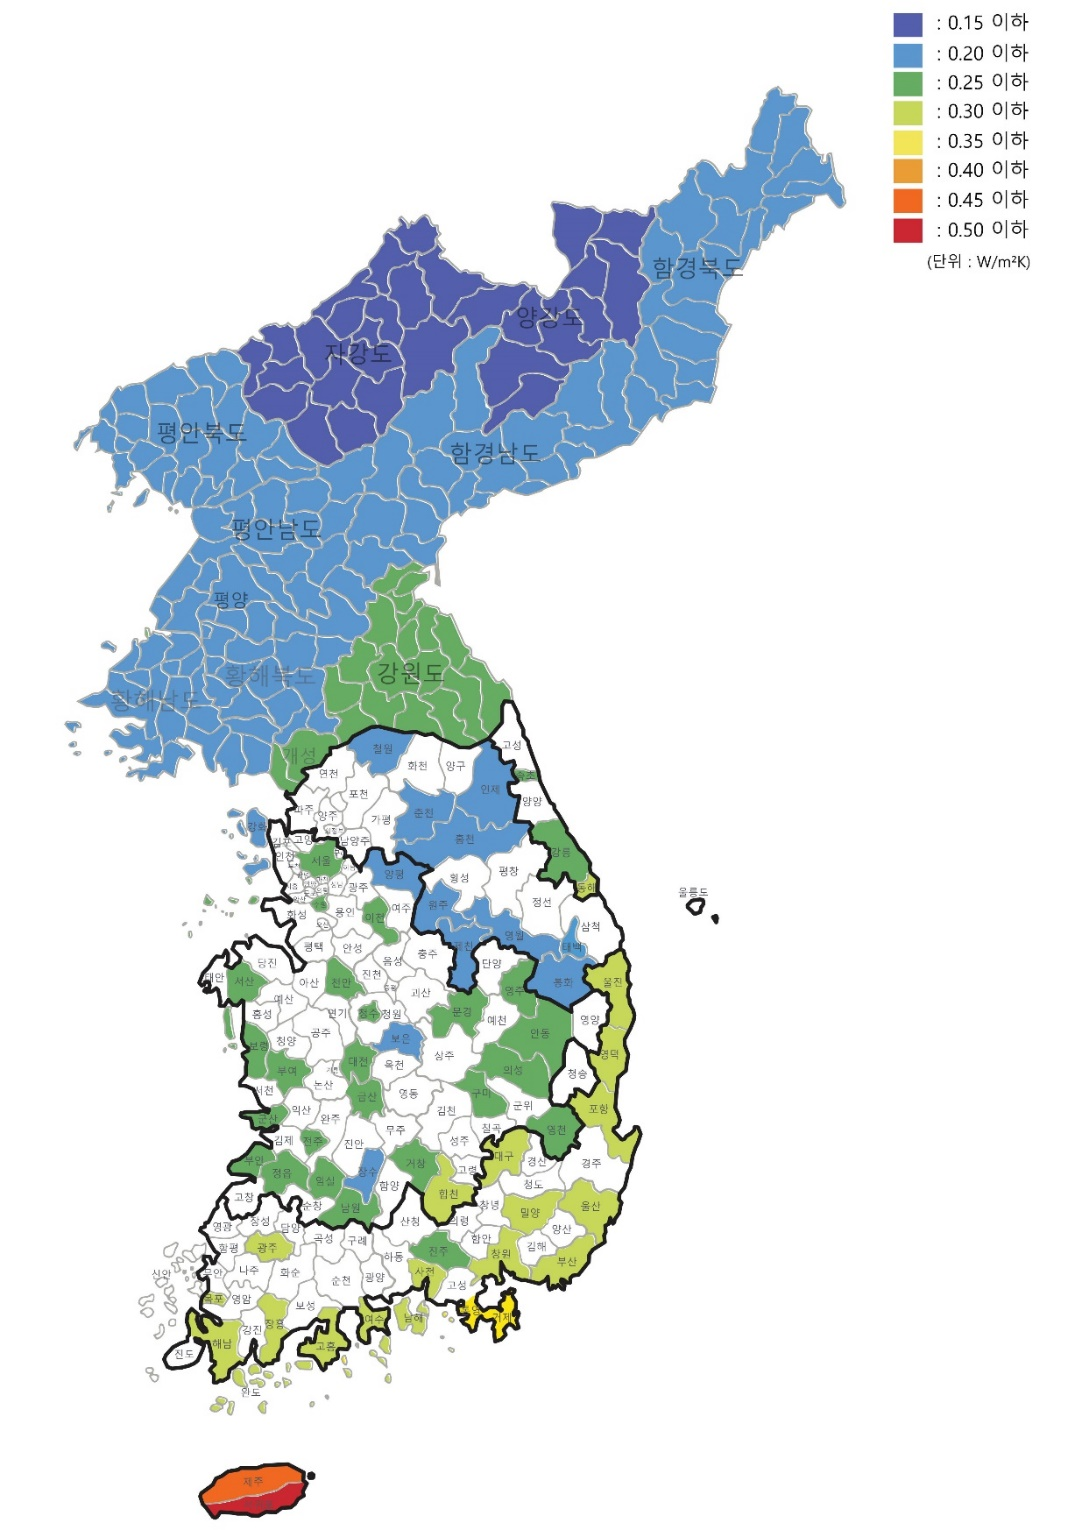 : 0.15 이하
: 0.20 이하
: 0.25 이하
: 0.30 이하
: 0.35 이하
: 0.40 이하
: 0.45 이하
: 0.50 이하
(단위 : W/m²K)
함경북도
양강도
자강도
평안북도
함경남도
평안남도
평양
강원도
황해북도
황해남도
개성
고성
철원
화천
양구
연천
인제
포천
속초
양양
파주
양주
가평
춘천
강화
홍천
고양
남양주
김포
인천
서울
강릉
양평
횡성
평창
동해
광주
정선
울릉도
원주
여주
용인
이천
화성
삼척
영월
태백
제천
평택
안성
충주
음성
단양
당진
태안
서산
아산
천안
진천
괴산
봉화
울진
영주
예산
홍성
연기
청주
청원
문경
예천
영양
공주
안동
보령
청양
보은
상주
영덕
대전
옥천
의성
청송
부여
논산
서천
금산
영동
구미
군위
포항
김천
익산
군산
완주
무주
칠곡
영천
김제
전주
진안
성주
대구
경산
경주
부안
정읍
임실
장수
거창
고령
청도
함양
합천
고창
순창
남원
창녕
밀양
울산
장성
담양
산청
의령
영광
곡성
구례
함안
양산
함평
광주
진주
창원
김해
하동
부산
신안
무안
나주
화순
순천
광양
사천
고성
목포
영암
보성
통영
거제
강진
장흥
여수
남해
해남
고흥
진도
완도
제주